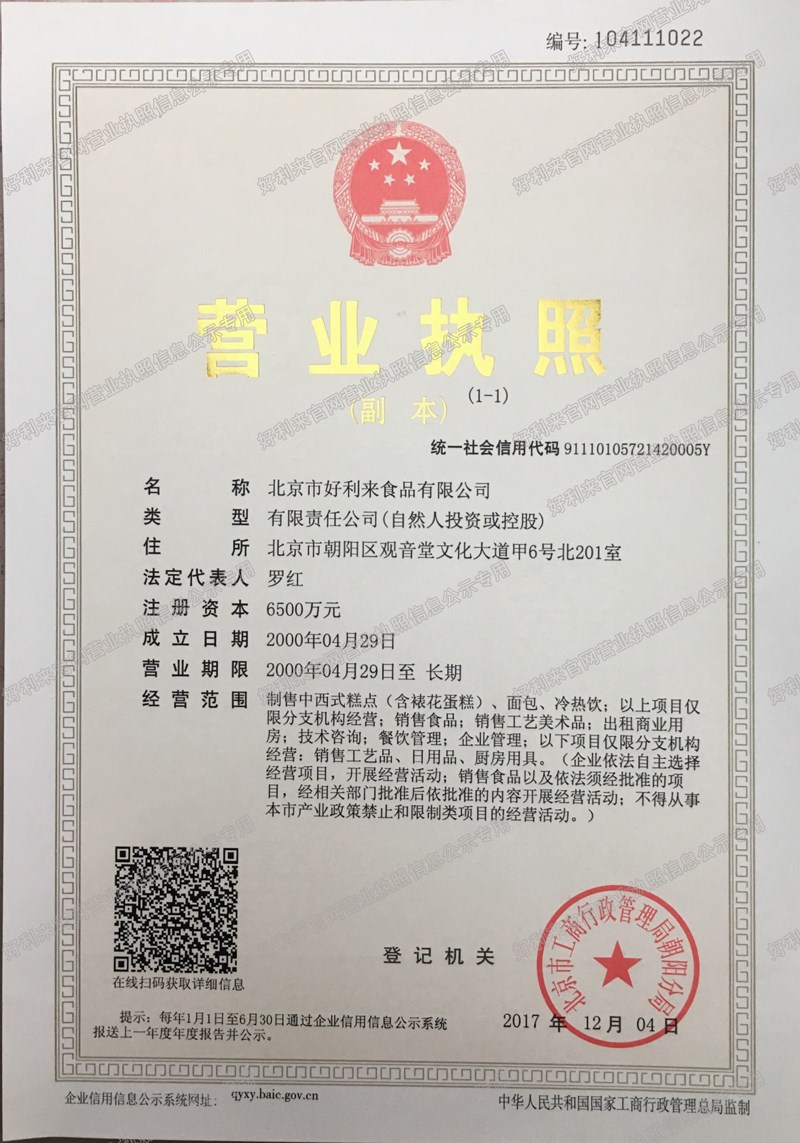 编号: 104111022
营业执照
(副 本) (1-1)
统一社会信用代码 91110105721420005Y
名 称 北京市好利来食品有限公司
类 型 有限责任公司(自然人投资或控股)
住 所 北京市朝阳区观音堂文化大道甲6号北201室
法定代表人 罗红
注册资本 6500万元
成立日期 2000年04月29日
营业期限 2000年04月29日至 长期
经营范围 制售中西式糕点（含裱花蛋糕）、面包、冷热饮；以上项目仅
限分支机构经营；销售食品；销售工艺美术品；出租商业用
房；技术咨询；餐饮管理；企业管理；以下项目仅限分支机构
经营：销售工艺品、日用品、厨房用具。（企业依法自主选择
经营项目，开展经营活动；销售食品以及依法须经批准的项
目，经相关部门批准后依批准的内容开展经营活动；不得从事
本市产业政策禁止和限制类项目的经营活动。）
在线扫码获取详细信息
登记机关
北京市工商行政管理局朝阳分局
提示：每年1月1日至6月30日通过企业信用信息公示系统
报送上一年度年度报告并公示。
2017 年 12 月 04 日
企业信用信息公示系统网址： qyxy.baic.gov.cn
中华人民共和国国家工商行政管理总局监制
好利来官网营业执照信息公示专用